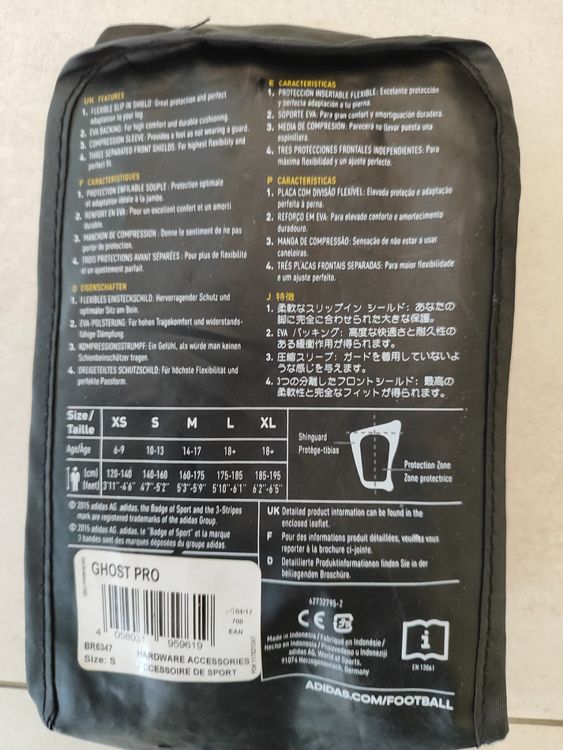 UK FEATURES
1. FLEXIBLE SLIP IN SHIELD: Great protection and perfect
adaptation to your leg.
2. EVA BACKING: For high comfort and durable cushioning.
3. COMPRESSION SLEEVE: Provides a feel as not wearing a guard.
4. THREE SEPARATED FRONT SHIELDS: For highest flexibility and
perfect fit.
F CARACTÉRISTIQUES
1. PROTECTION ENFILABLE SOUPLE : Protection optimale
et adaptation idéale à la jambe.
2. RENFORT EN EVA : Pour un excellent confort et un amorti
durable.
3. MANCHON DE COMPRESSION : Donne le sentiment de ne pas
porter de protection.
4. TROIS PROTECTIONS AVANT SÉPARÉES : Pour plus de flexibilité
et un ajustement parfait.
D EIGENSCHAFTEN
1. FLEXIBLES EINSTECKSCHILD: Hervorragender Schutz und
optimaler Sitz am Bein.
2. EVA-POLSTERUNG: Für hohen Tragekomfort und widerstands-
fähige Dämpfung.
3. KOMPRESSIONSSTRUMPF: Ein Gefühl, als würde man keinen
Schienbeinschützer tragen.
4. DREIGETEILTES SCHUTZSCHILD: Für höchste Flexibilität und
perfekte Passform.
E CARACTERÍSTICAS
1. PROTECCIÓN INSERTABLE FLEXIBLE: Excelente protección
y perfecta adaptación a tu pierna.
2. SOPORTE EVA: Para gran confort y amortiguación duradera.
3. MEDIA DE COMPRESIÓN: Parecerá no llevar puesta una
espinillera.
4. TRES PROTECCIONES FRONTALES INDEPENDIENTES: Para
máxima flexibilidad y un ajuste perfecto.
P CARACTERÍSTICAS
1. PLACA COM DIVISÃO FLEXÍVEL: Elevada proteção e adaptação
perfeita à perna.
2. REFORÇO EM EVA: Para elevado conforto e amortecimento
duradouro.
3. MANGA DE COMPRESSÃO: Sensação de não estar a usar
caneleiras.
4. TRÊS PLACAS FRONTAIS SEPARADAS: Para maior flexibilidade
e um ajuste perfeito.
J 特徴
1. 柔軟なスリップイン シールド: あなたの
脚に完全に合わせられた大きな保護。
2. EVA バッキング: 高度な快適さと耐久性の
ある緩衝作用が得られます。
3. 圧縮スリーブ: ガードを着用していないよ
うな感じを与えます。
4. 3つの分離したフロントシールド: 最高の
柔軟性と完全なフィットが得られます。
Size/ Taille XS S M L XL
Age/Âge 6-9 10-13 14-17 18+ 18+
(cm) 120-140 140-160 160-175 175-185 185-195
(feet) 3'11"-4'6" 4'7"-5'2" 5'3"-5'9" 5'10"-6'1" 6'2"-6'5"
Shinguard
Protège-tibias
Protection Zone
Zone protectrice
© 2015 adidas AG. adidas, the Badge of Sport and the 3-Stripes
mark are registered trademarks of the adidas Group.
© 2015 adidas AG. adidas, le "Badge of Sport" et la marque
3 bandes sont des marques déposées du groupe adidas.
UK Detailed product information can be found in the
enclosed leaflet.
F Pour des informations produit détaillées, veuillez vous
reporter à la brochure ci-jointe.
D Detaillierte Produktinformationen finden Sie in der
beiliegenden Broschüre.
GHOST PRO
04/17
700
EAN
4 058031 959619
BR5347
Size: S
HARDWARE ACCESSORIES
ACCESSOIRE DE SPORT
62732795-2
CE
Made in Indonesia / Fabriqué en Indonésie/
Hecho en Indonesia / Proizvedeno u Indoneziji
adidas AG, World of Sports,
91074 Herzogenaurach, Germany
i
EN 13061
ADIDAS.COM/FOOTBALL